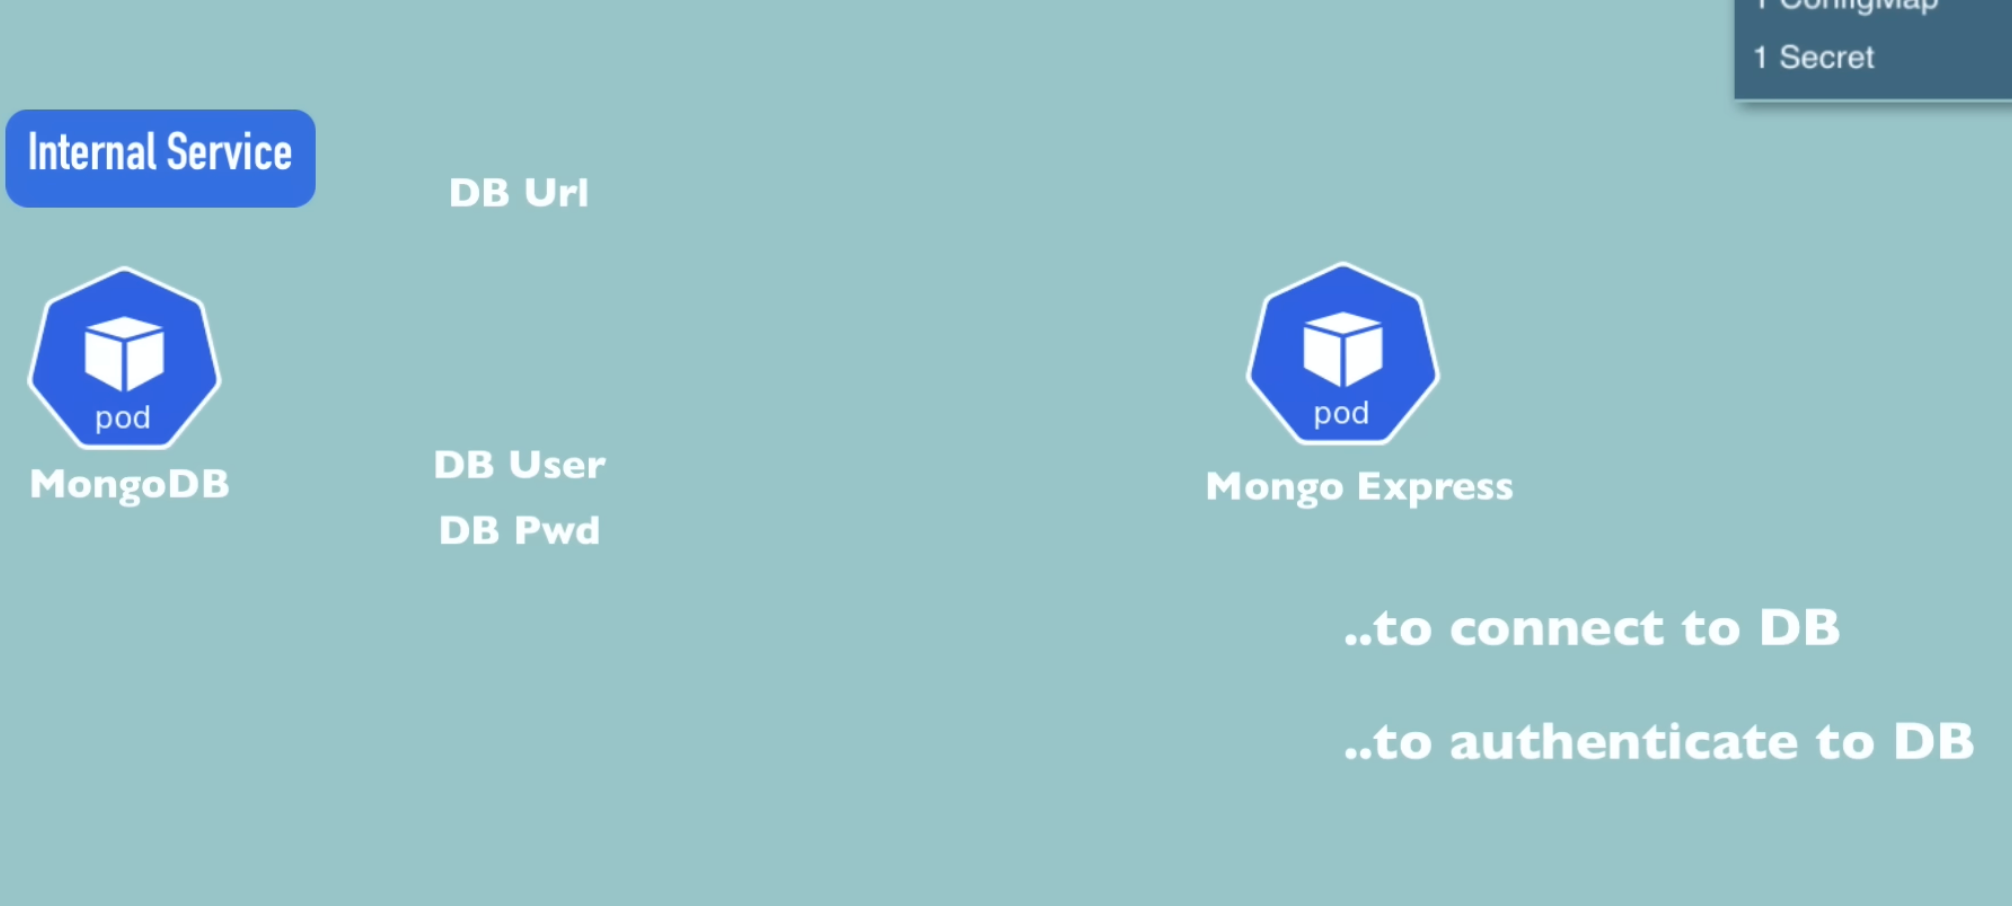 1 ConfigMap
1 Secret
Internal Service
DB Url
pod
MongoDB
pod
Mongo Express
DB User
DB Pwd
..to connect to DB
..to authenticate to DB